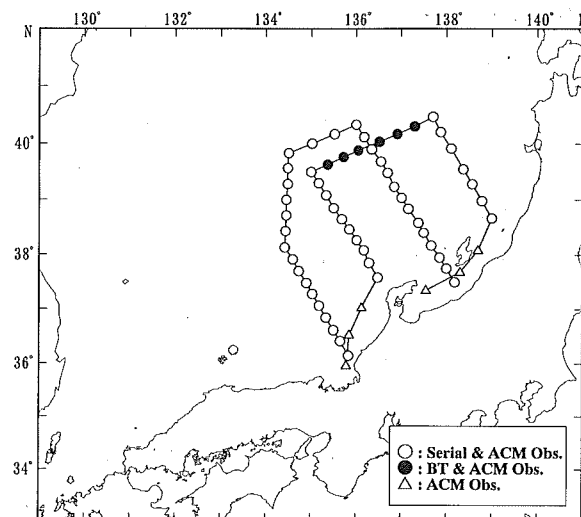 130° 132° 134° 136° 138° 140°
40°
38°
36°
34°
○ : Serial & ACM Obs.
● : BT & ACM Obs.
△ : ACM Obs.